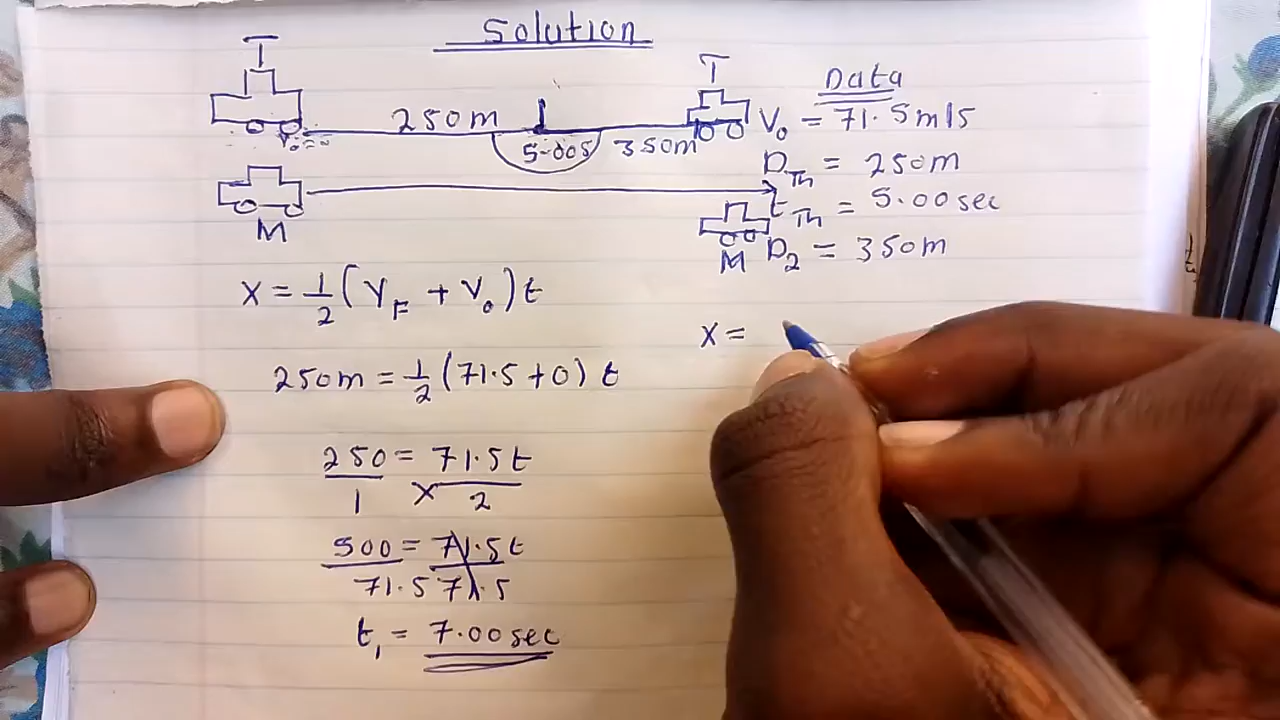 Solution
T
T
250m
5.00s
350m
V₀=0
M
M
Data
V₀ = 71.5m/s
D_Th = 250m
t_Th = 5.00sec
D₂ = 350m
x = 1/2 (V_F + V₀) t
250m = 1/2 (71.5+0) t
250/1 × = 71.5t/2
500/71.5 = 71.5t/71.5
t₁ = 7.00sec
x =